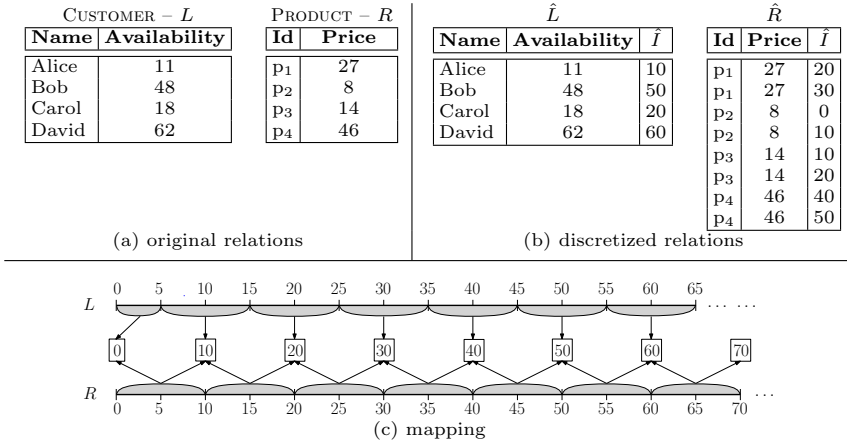 CUSTOMER – L
Name Availability
Alice 11
Bob 48
Carol 18
David 62
PRODUCT – R
Id Price
p₁ 27
p₂ 8
p₃ 14
p₄ 46
(a) original relations
L̂
Name Availability Î
Alice 11 10
Bob 48 50
Carol 18 20
David 62 60
R̂
Id Price Î
p₁ 27 20
p₁ 27 30
p₂ 8 0
p₂ 8 10
p₃ 14 10
p₃ 14 20
p₄ 46 40
p₄ 46 50
(b) discretized relations
0 5 10 15 20 25 30 35 40 45 50 55 60 65
L ... ...
0 10 20 30 40 50 60 70
R ...
0 5 10 15 20 25 30 35 40 45 50 55 60 65 70
(c) mapping